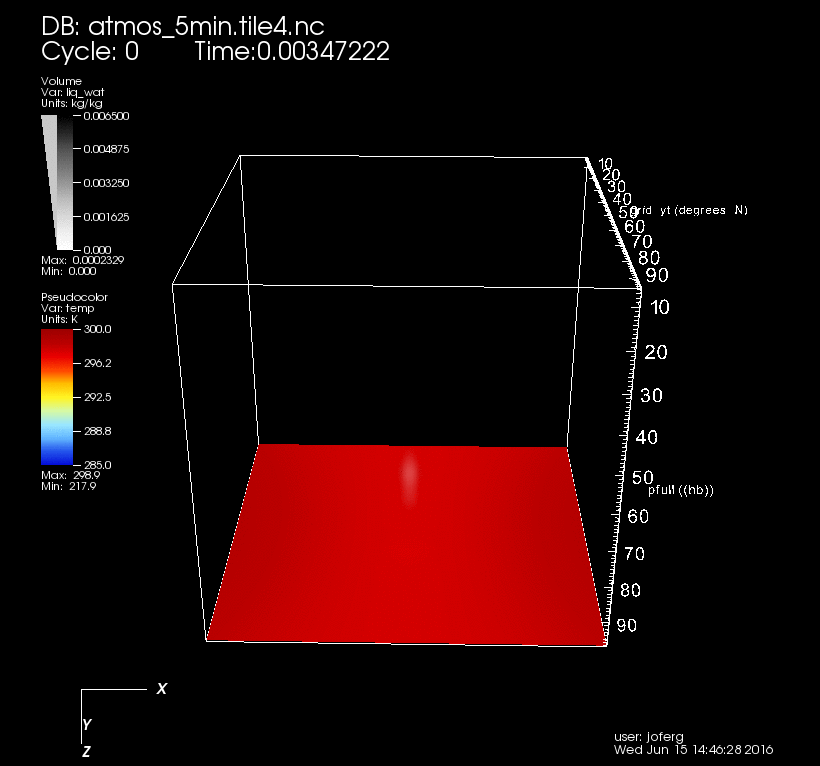 DB: atmos_5min.tile4.nc
Cycle: 0 Time:0.00347222
Volume
Var: liq_wat
Units: kg/kg
0.006500
0.004875
0.003250
0.001625
0.000
Max: 0.0002329
Min: 0.000
Pseudocolor
Var: temp
Units: K
300.0
296.2
292.5
288.8
285.0
Max: 298.9
Min: 217.9
10
20
30
40
50
60
70
80
90
yt (degrees N)
10
20
30
40
50
60
70
80
90
pfull ((hb))
X
Y
Z
user: joferg
Wed Jun 15 14:46:28 2016